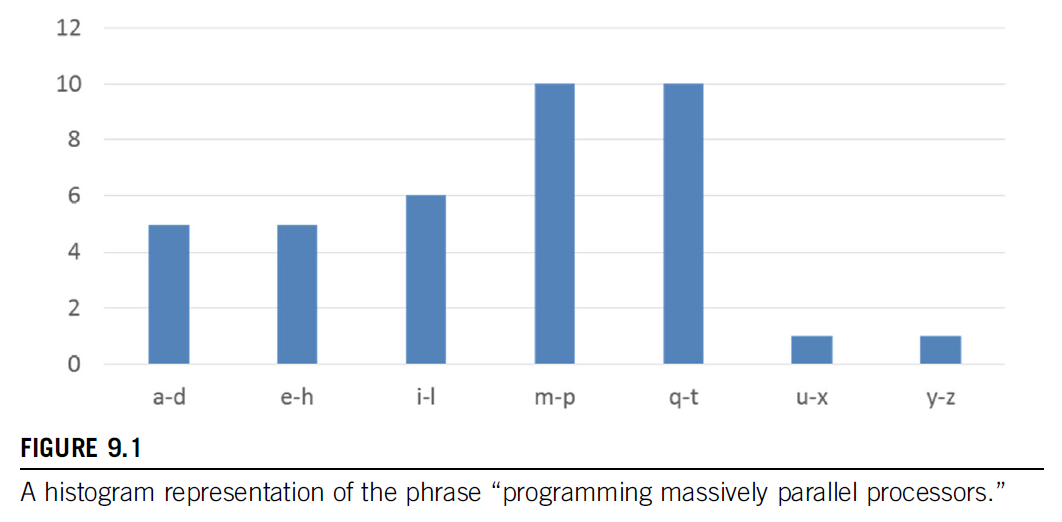 12
10
8
6
4
2
0
a-d e-h i-l m-p q-t u-x y-z
FIGURE 9.1
A histogram representation of the phrase “programming massively parallel processors.”